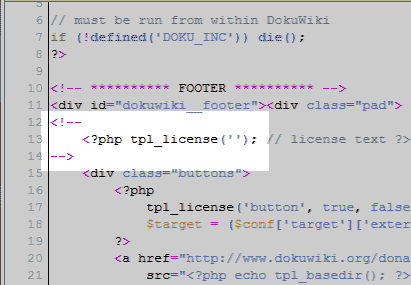 5
6 // must be run from within DokuWiki
7 if (!defined('DOKU_INC')) die();
8 ?>
9
10 <!-- ********** FOOTER ********** -->
11 <div id="dokuwiki__footer"><div class="pad">
12 <!--
13 <?php tpl_license(''); // license text ?>
14 -->
15 <div class="buttons">
16 <?php
17 tpl_license('button', true, false
18 $target = ($conf['target']['exter
19 ?>
20 <a href="http://www.dokuwiki.org/dona
21 src="<?php echo tpl_basedir(); ?>